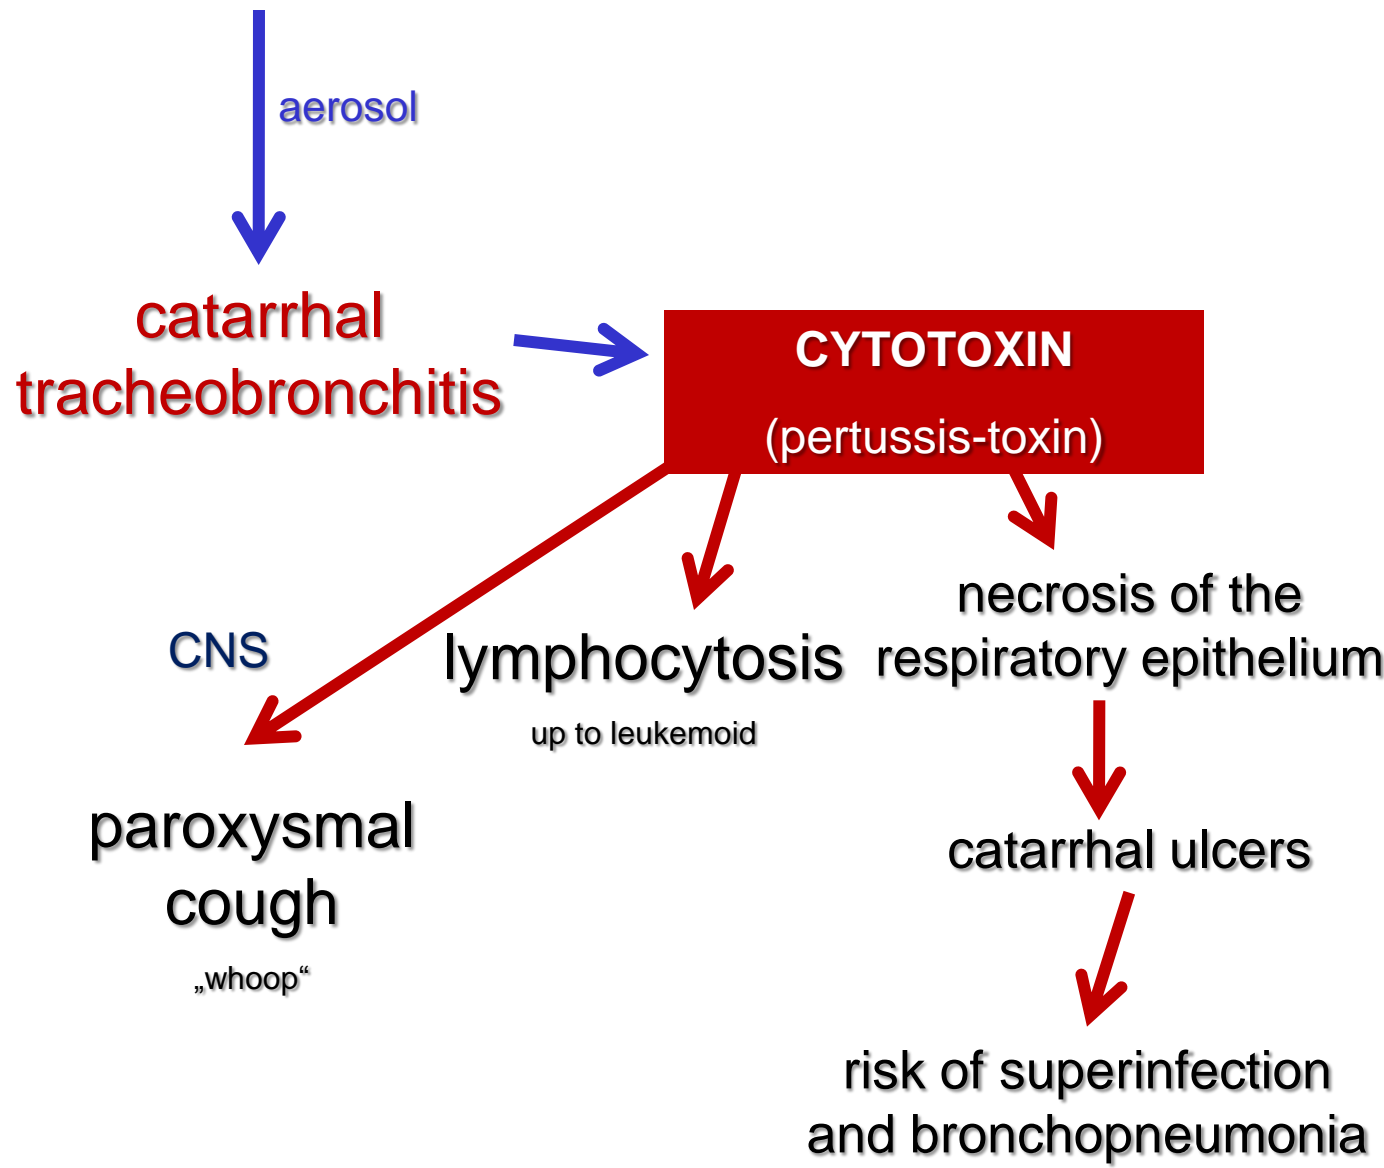 aerosol
catarrhal
tracheobronchitis
CYTOTOXIN
(pertussis-toxin)
CNS
paroxysmal
cough
„whoop“
lymphocytosis
up to leukemoid
necrosis of the
respiratory epithelium
catarrhal ulcers
risk of superinfection
and bronchopneumonia